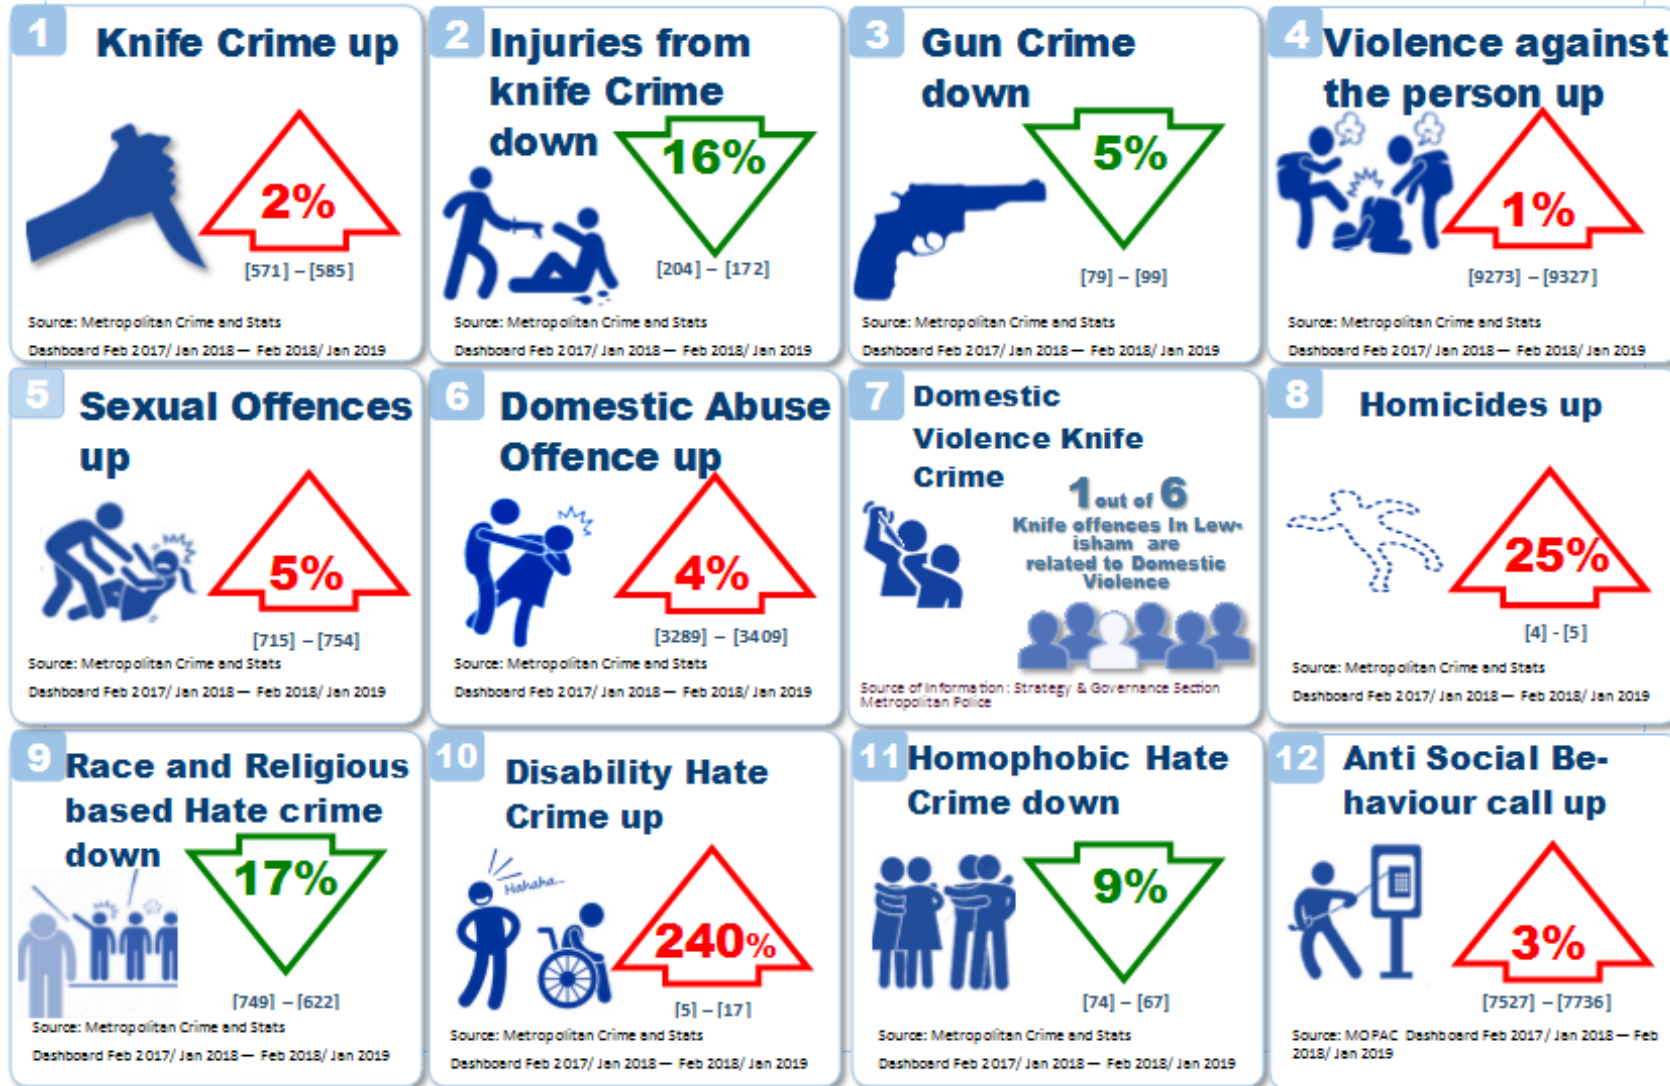 1
Knife Crime up
2%
[571] – [585]
Source: Metropolitan Crime and Stats
Dashboard Feb 2017/ Jan 2018 — Feb 2018/ Jan 2019
2
Injuries from
knife Crime
down
16%
[204] – [172]
Source: Metropolitan Crime and Stats
Dashboard Feb 2017/ Jan 2018 — Feb 2018/ Jan 2019
3
Gun Crime
down
5%
[79] – [99]
Source: Metropolitan Crime and Stats
Dashboard Feb 2017/ Jan 2018 — Feb 2018/ Jan 2019
4
Violence against
the person up
1%
[9273] – [9327]
Source: Metropolitan Crime and Stats
Dashboard Feb 2017/ Jan 2018 — Feb 2018/ Jan 2019
5
Sexual Offences
up
5%
[715] – [754]
Source: Metropolitan Crime and Stats
Dashboard Feb 2017/ Jan 2018 — Feb 2018/ Jan 2019
6
Domestic Abuse
Offence up
4%
[3289] – [3409]
Source: Metropolitan Crime and Stats
Dashboard Feb 2017/ Jan 2018 — Feb 2018/ Jan 2019
7
Domestic
Violence Knife
Crime
1 out of 6
Knife offences In Lew-
isham are
related to Domestic
Violence
Source of Information: Strategy & Governance Section
Metropolitan Police
8
Homicides up
25%
[4] - [5]
Source: Metropolitan Crime and Stats
Dashboard Feb 2017/ Jan 2018 — Feb 2018/ Jan 2019
9
Race and Religious
based Hate crime
down
17%
[749] – [622]
Source: Metropolitan Crime and Stats
Dashboard Feb 2017/ Jan 2018 — Feb 2018/ Jan 2019
10
Disability Hate
Crime up
Hahaha...
240%
[5] – [17]
Source: Metropolitan Crime and Stats
Dashboard Feb 2017/ Jan 2018 — Feb 2018/ Jan 2019
11
Homophobic Hate
Crime down
9%
[74] – [67]
Source: Metropolitan Crime and Stats
Dashboard Feb 2017/ Jan 2018 — Feb 2018/ Jan 2019
12
Anti Social Be-
haviour call up
3%
[7527] – [7736]
Source: MOPAC Dashboard Feb 2017/ Jan 2018 — Feb
2018/ Jan 2019